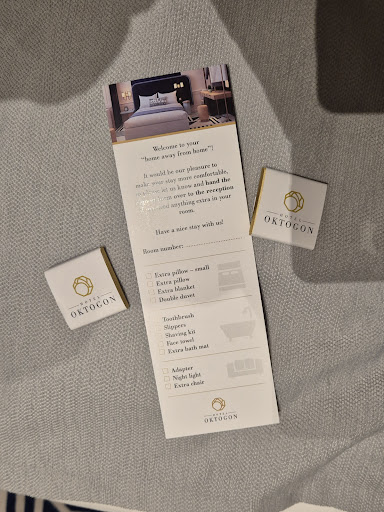 Welcome to your
"home away from home"!
It would be our pleasure to
make your stay more comfortable,
let us know and hand the
over to the reception
anything extra in your
room.
Have a nice stay with us!
Room number:
Extra pillow – small
Extra pillow
Extra blanket
Double duvet
Toothbrush
Slippers
Shaving kit
Face towel
Extra bath mat
Adapter
Night light
Extra chair
HOTEL
OKTOGON
HOTEL
OKTOGON
HOTEL
OKTOGON